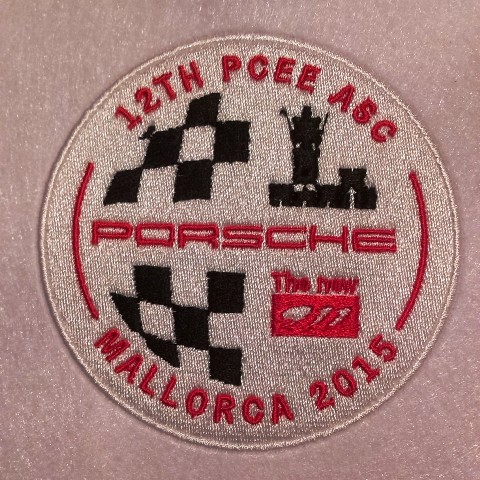 12TH PCEE ASC
PORSCHE
The new
911
MALLORCA 2015